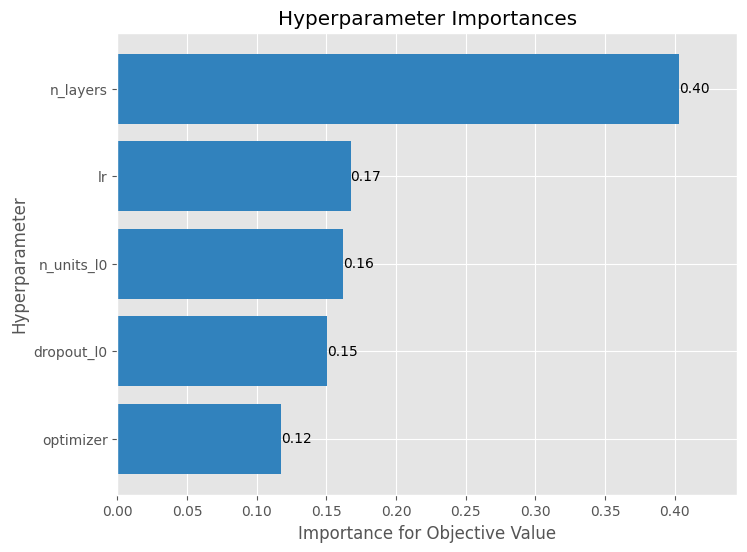 Hyperparameter Importances
Hyperparameter
n_layers
0.40
lr
0.17
n_units_l0
0.16
dropout_l0
0.15
optimizer
0.12
0.00 0.05 0.10 0.15 0.20 0.25 0.30 0.35 0.40
Importance for Objective Value